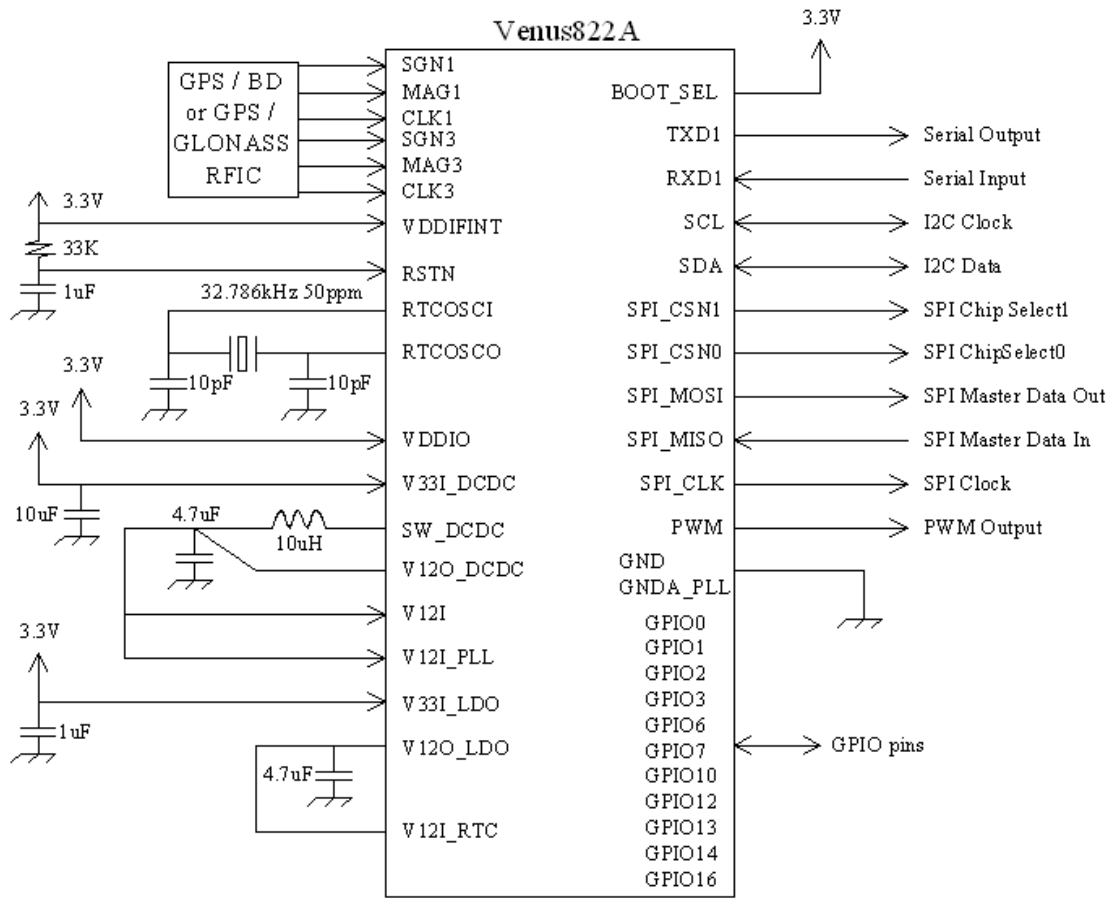 Venus822A
GPS / BD
or GPS /
GLONASS
RFIC
3.3V
33K
1uF
32.786kHz 50ppm
10pF
10pF
3.3V
3.3V
10uF
4.7uF
10uH
3.3V
1uF
4.7uF
SGN1
MAG1
CLK1
SGN3
MAG3
CLK3
VDDIFINT
RSTN
RTCOSCI
RTCOSCO
VDDIO
V33I_DCDC
SW_DCDC
V12O_DCDC
V12I
V12I_PLL
V33I_LDO
V12O_LDO
V12I_RTC
3.3V
BOOT_SEL
TXD1
Serial Output
RXD1
Serial Input
SCL
I2C Clock
SDA
I2C Data
SPI_CSN1
SPI Chip Select1
SPI_CSN0
SPI ChipSelect0
SPI_MOSI
SPI Master Data Out
SPI_MISO
SPI Master Data In
SPI_CLK
SPI Clock
PWM
PWM Output
GND
GNDA_PLL
GPIO0
GPIO1
GPIO2
GPIO3
GPIO6
GPIO7
GPIO10
GPIO12
GPIO13
GPIO14
GPIO16
GPIO pins